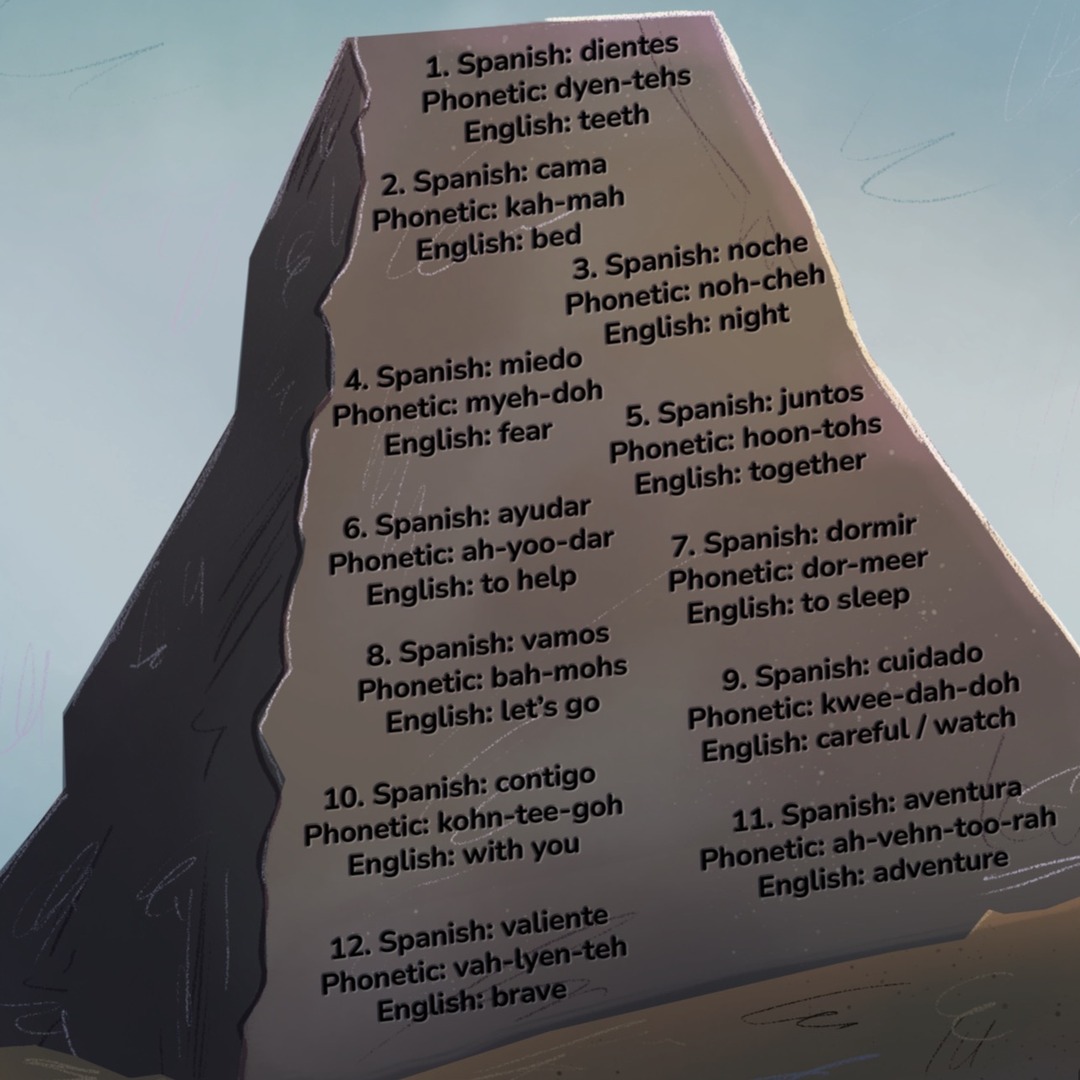 1. Spanish: dientes
Phonetic: dyen-tehs
English: teeth
2. Spanish: cama
Phonetic: kah-mah
English: bed
3. Spanish: noche
Phonetic: noh-cheh
English: night
4. Spanish: miedo
Phonetic: myeh-doh
English: fear
5. Spanish: juntos
Phonetic: hoon-tohs
English: together
6. Spanish: ayudar
Phonetic: ah-yoo-dar
English: to help
7. Spanish: dormir
Phonetic: dor-meer
English: to sleep
8. Spanish: vamos
Phonetic: bah-mohs
English: let’s go
9. Spanish: cuidado
Phonetic: kwee-dah-doh
English: careful / watch
10. Spanish: contigo
Phonetic: kohn-tee-goh
English: with you
11. Spanish: aventura
Phonetic: ah-vehn-too-rah
English: adventure
12. Spanish: valiente
Phonetic: vah-lyen-teh
English: brave